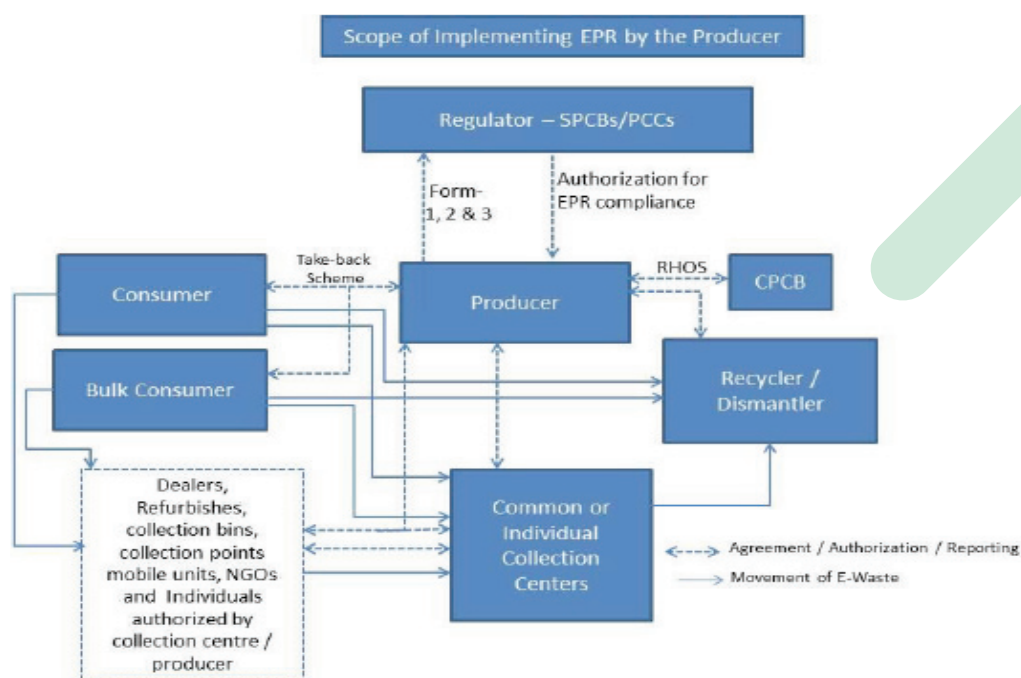 Scope of Implementing EPR by the Producer
Regulator – SPCBs/PCCs
Form-
1, 2 & 3
Authorization for
EPR compliance
Take-back
Scheme
Consumer
Producer
RHOS
CPCB
Bulk Consumer
Recycler /
Dismantler
Dealers,
Refurbishes,
collection bins,
collection points
mobile units, NGOs
and Individuals
authorized by
collection centre /
producer
Common or
Individual
Collection
Centers
Agreement / Authorization / Reporting
Movement of E-Waste